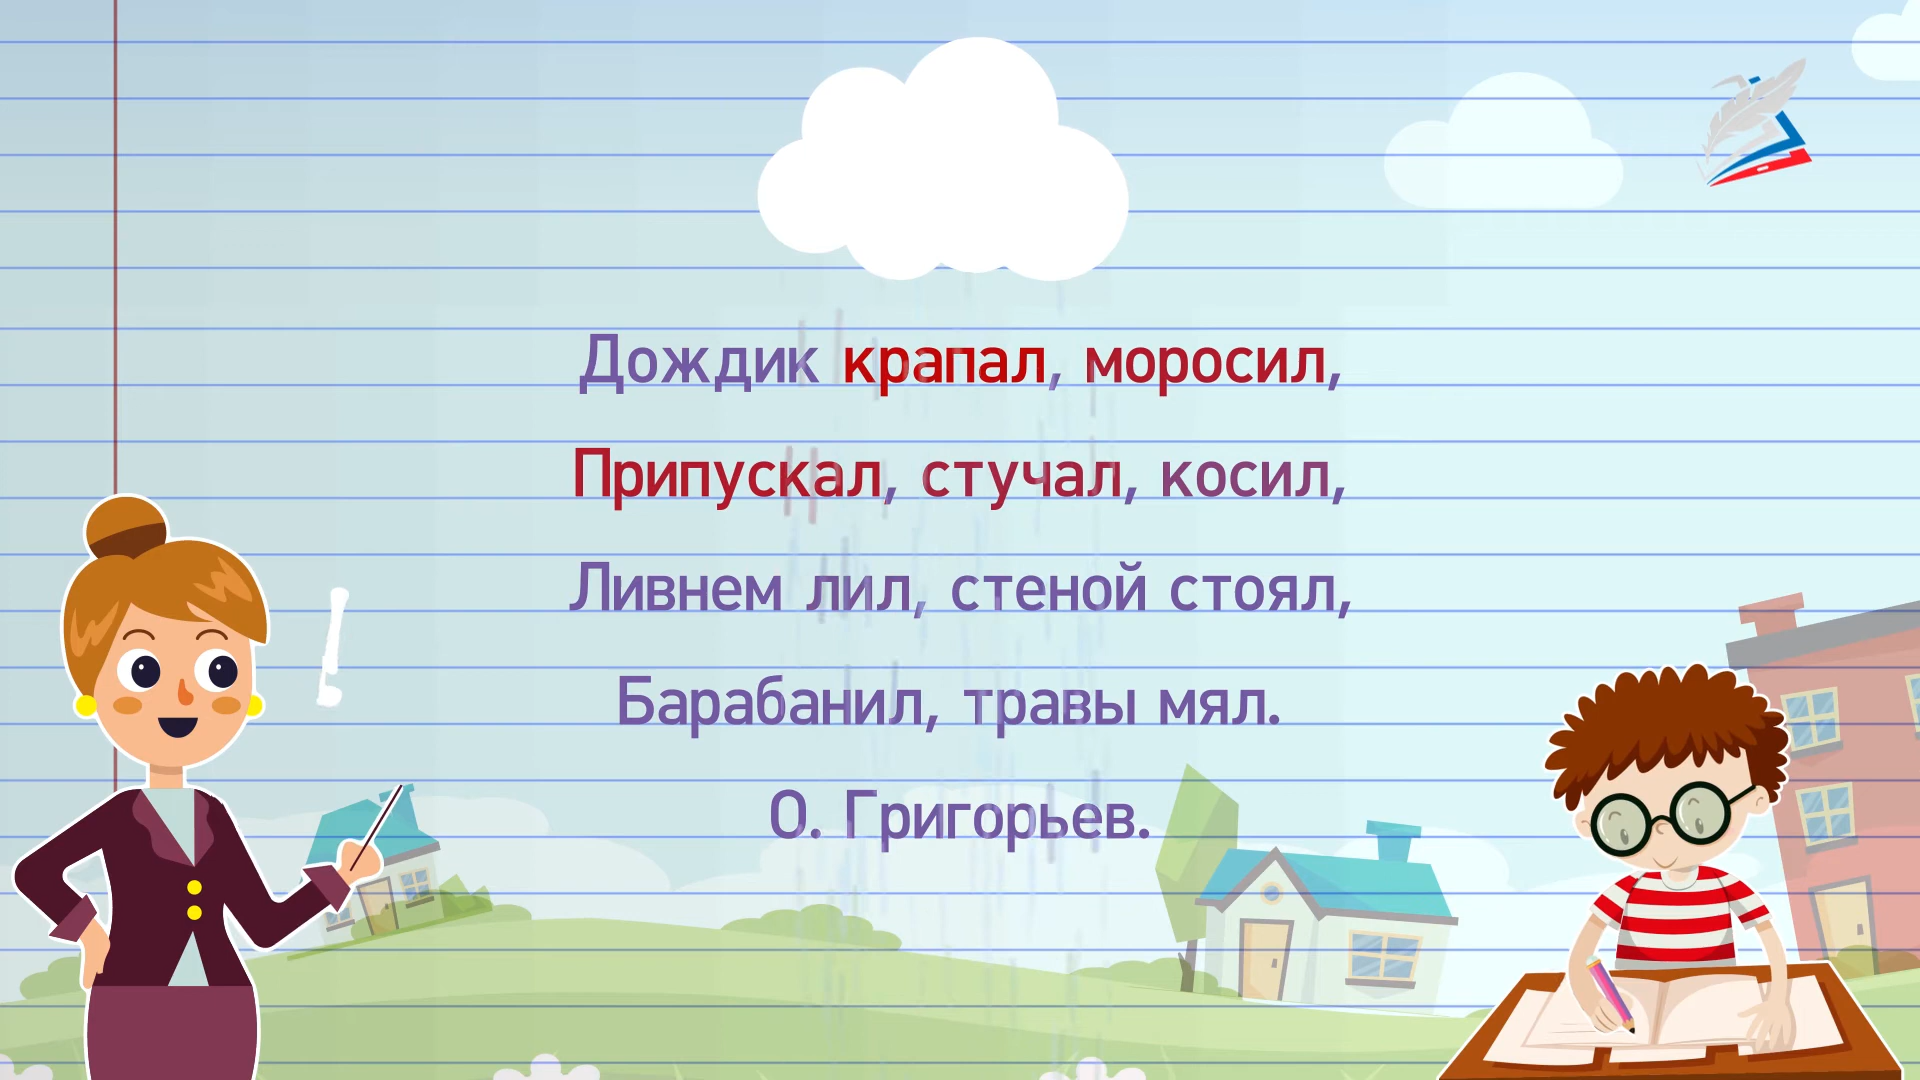 Дождик крапал, моросил,
Припускал, стучал, косил,
Ливнем лил, стеной стоял,
Барабанил, травы мял.
О. Григорьев.